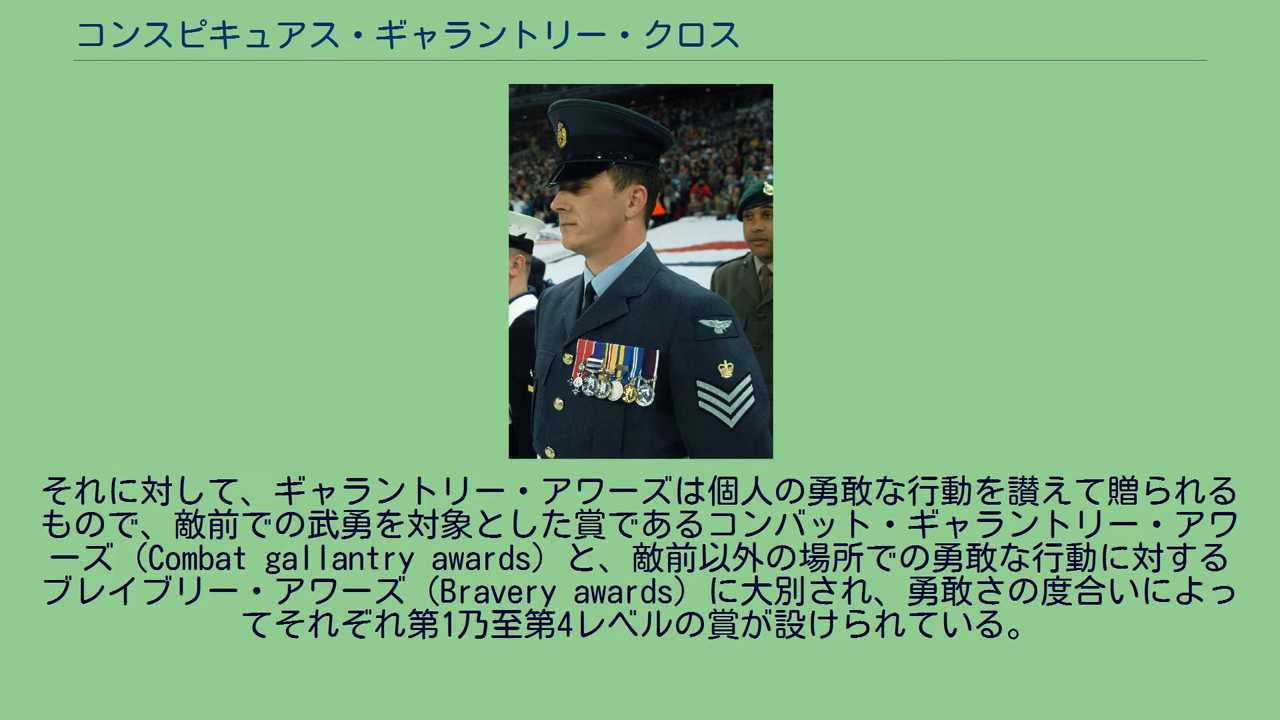 コンスピキュアス・ギャラントリー・クロス
それに対して、ギャラントリー・アワーズは個人の勇敢な行動を讃えて贈られる
もので、敵前での武勇を対象とした賞であるコンバット・ギャラントリー・アワ
ーズ（Combat gallantry awards）と、敵前以外の場所での勇敢な行動に対する
ブレイブリー・アワーズ（Bravery awards）に大別され、勇敢さの度合いによっ
てそれぞれ第1乃至第4レベルの賞が設けられている。